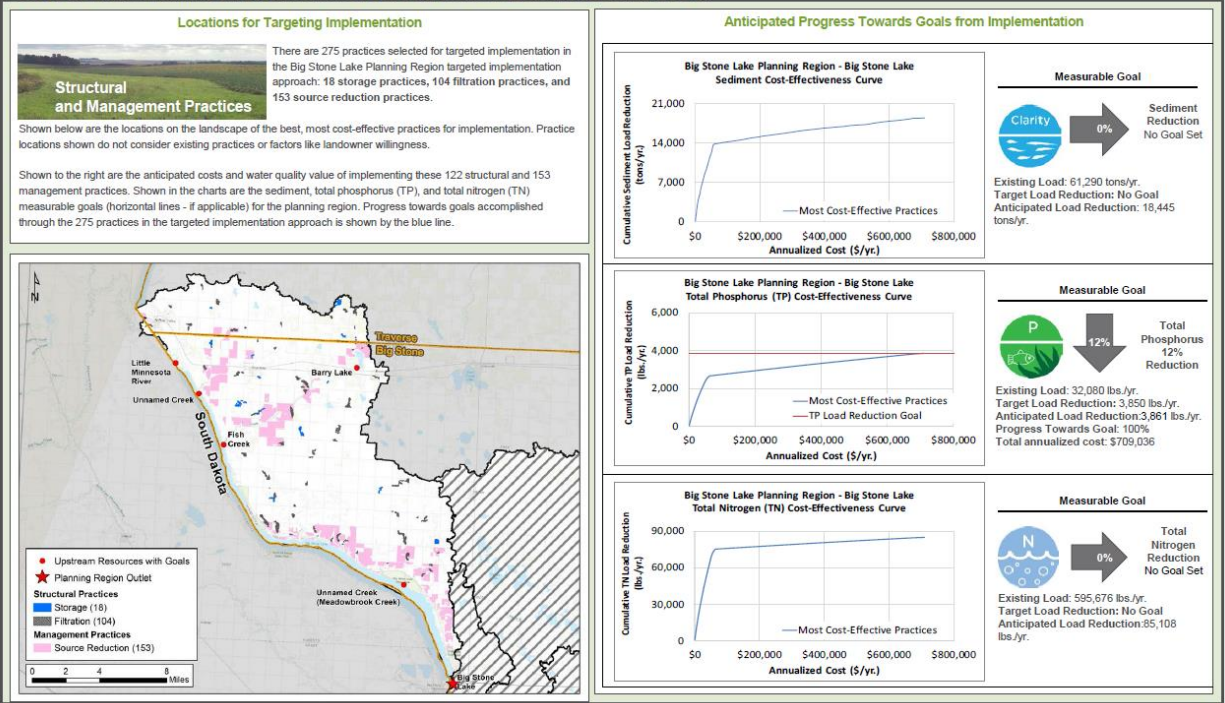 Locations for Targeting Implementation
Structural
and Management Practices
There are 275 practices selected for targeted implementation in
the Big Stone Lake Planning Region targeted implementation
approach: 18 storage practices, 104 filtration practices, and
153 source reduction practices.
Shown below are the locations on the landscape of the best, most cost-effective practices for implementation. Practice
locations shown do not consider existing practices or factors like landowner willingness.
Shown to the right are the anticipated costs and water quality value of implementing these 122 structural and 153
management practices. Shown in the charts are the sediment, total phosphorus (TP), and total nitrogen (TN)
measurable goals (horizontal lines - if applicable) for the planning region. Progress towards goals accomplished
through the 275 practices in the targeted implementation approach is shown by the blue line.
N
Traverse
Big Stone
Little
Minnesota
River
Barry Lake
Unnamed Creek
South Dakota
Fish
Creek
Unnamed Creek
(Meadowbrook Creek)
Big Stone
Lake
Upstream Resources with Goals
Planning Region Outlet
Structural Practices
Storage (18)
Filtration (104)
Management Practices
Source Reduction (153)
0 2 4 8
Miles
Anticipated Progress Towards Goals from Implementation
Big Stone Lake Planning Region - Big Stone Lake
Sediment Cost-Effectiveness Curve
Cumulative Sediment Load Reduction
(tons/yr.)
21,000
14,000
7,000
0
Most Cost-Effective Practices
$0 $200,000 $400,000 $600,000 $800,000
Annualized Cost ($/yr.)
Measurable Goal
Clarity
0%
Sediment
Reduction
No Goal Set
Existing Load: 61,290 tons/yr.
Target Load Reduction: No Goal
Anticipated Load Reduction: 18,445
tons/yr.
Big Stone Lake Planning Region - Big Stone Lake
Total Phosphorus (TP) Cost-Effectiveness Curve
Cumulative TP Load Reduction
(lbs./yr.)
6,000
4,000
2,000
0
Most Cost-Effective Practices
TP Load Reduction Goal
$0 $200,000 $400,000 $600,000 $800,000
Annualized Cost ($/yr.)
Measurable Goal
P
12%
Total
Phosphorus
12%
Reduction
Existing Load: 32,080 lbs./yr.
Target Load Reduction: 3,850 lbs./yr.
Anticipated Load Reduction:3,861 lbs./yr.
Progress Towards Goal: 100%
Total annualized cost: $709,036
Big Stone Lake Planning Region - Big Stone Lake
Total Nitrogen (TN) Cost-Effectiveness Curve
Cumulative TN Load Reduction
(lbs./yr.)
90,000
60,000
30,000
0
Most Cost-Effective Practices
$0 $200,000 $400,000 $600,000 $800,000
Annualized Cost ($/yr.)
Measurable Goal
N
0%
Total
Nitrogen
Reduction
No Goal Set
Existing Load: 595,676 lbs./yr.
Target Load Reduction: No Goal
Anticipated Load Reduction:85,108
lbs./yr.